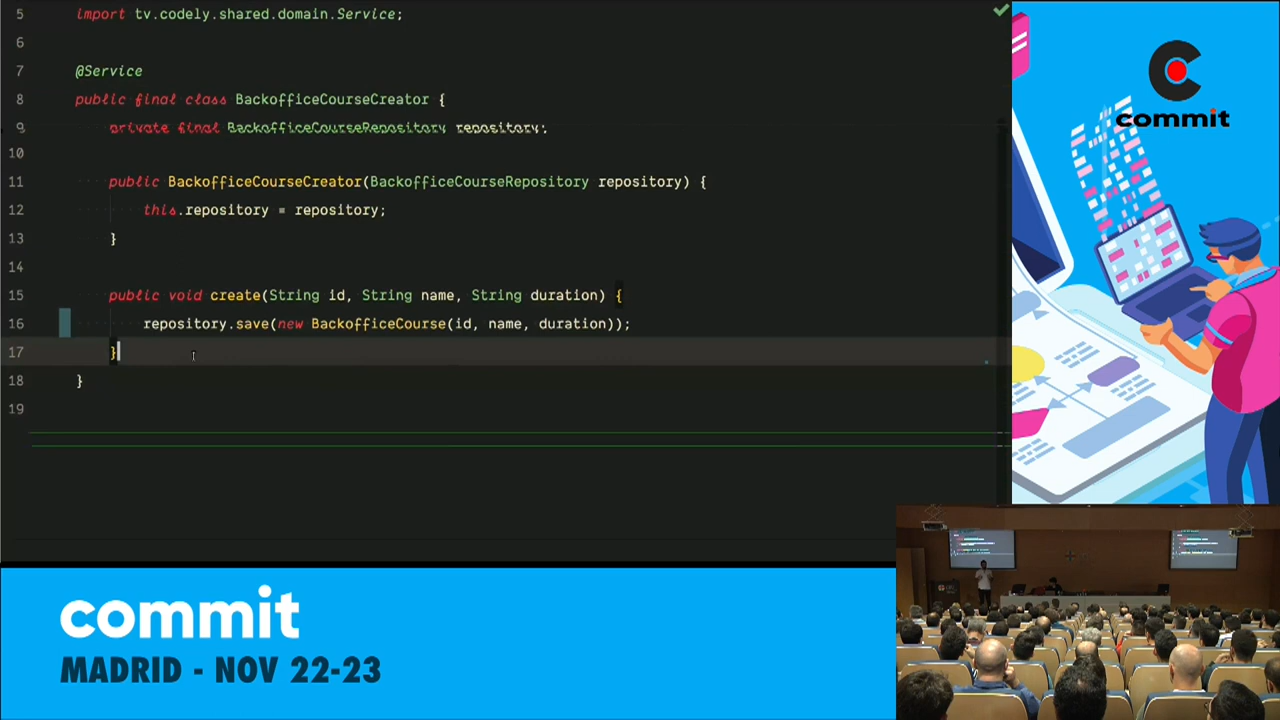 5 import tv.codely.shared.domain.Service;
6
7 @Service
8 public final class BackofficeCourseCreator {
9 private final BackofficeCourseRepository repository;
10
11 public BackofficeCourseCreator(BackofficeCourseRepository repository) {
12 this.repository = repository;
13 }
14
15 public void create(String id, String name, String duration) {
16 repository.save(new BackofficeCourse(id, name, duration));
17 }
18 }
19
commit
commit
MADRID - NOV 22-23